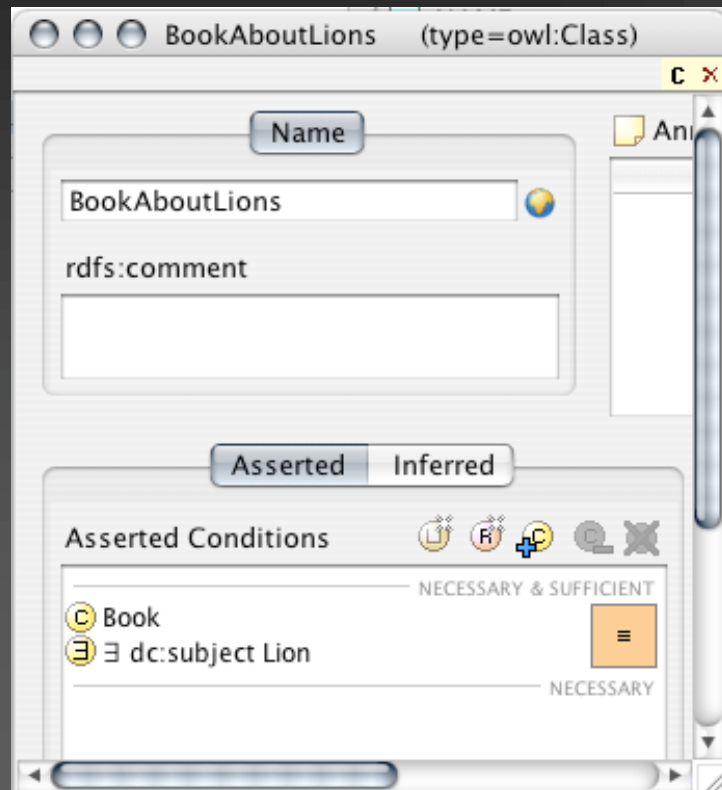 BookAboutLions (type=owl:Class)
C ×
Name
BookAboutLions
rdfs:comment
Asserted Inferred
Asserted Conditions
NECESSARY & SUFFICIENT
C Book
≡
∃ ∃ dc:subject Lion
NECESSARY